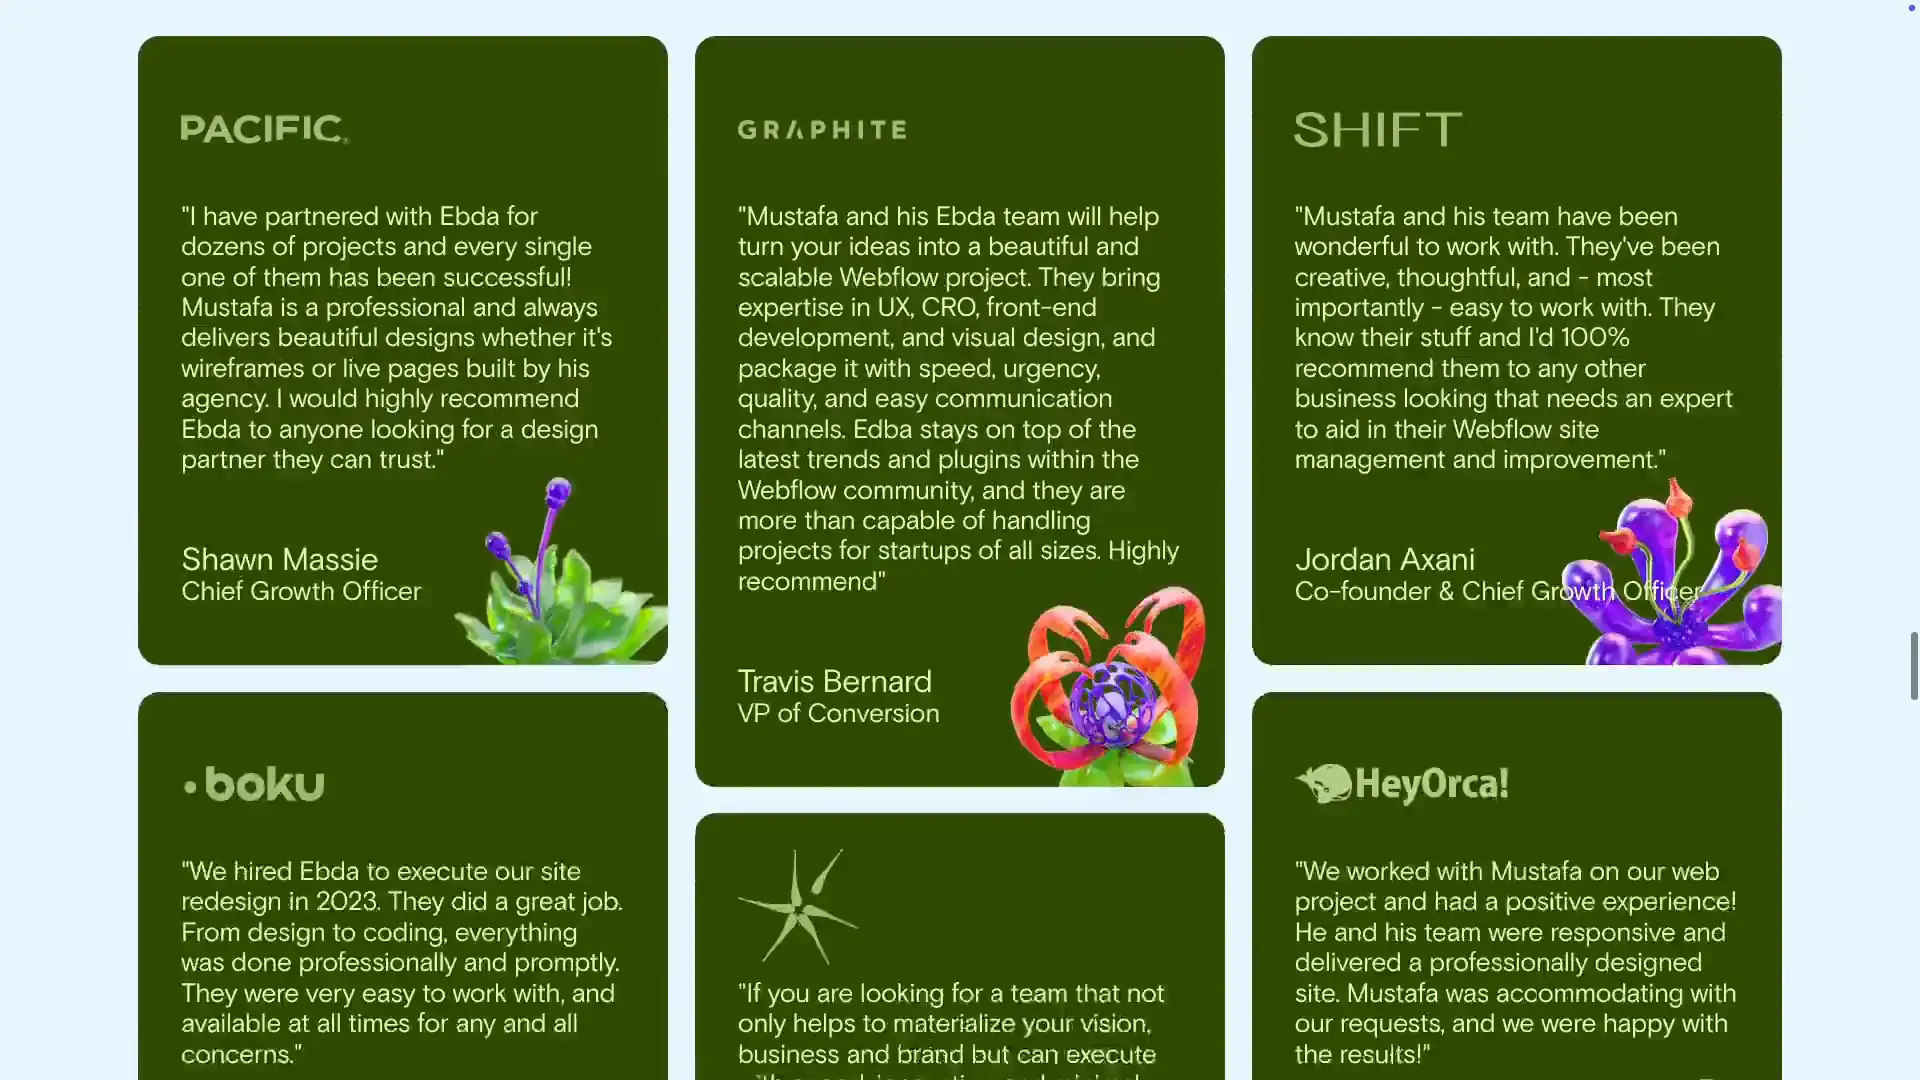 PACIFIC
"I have partnered with Ebda for
dozens of projects and every single
one of them has been successful!
Mustafa is a professional and always
delivers beautiful designs whether it's
wireframes or live pages built by his
agency. I would highly recommend
Ebda to anyone looking for a design
partner they can trust."
Shawn Massie
Chief Growth Officer
GRAPHITE
"Mustafa and his Ebda team will help
turn your ideas into a beautiful and
scalable Webflow project. They bring
expertise in UX, CRO, front-end
development, and visual design, and
package it with speed, urgency,
quality, and easy communication
channels. Edba stays on top of the
latest trends and plugins within the
Webflow community, and they are
more than capable of handling
projects for startups of all sizes. Highly
recommend"
Travis Bernard
VP of Conversion
SHIFT
"Mustafa and his team have been
wonderful to work with. They've been
creative, thoughtful, and - most
importantly - easy to work with. They
know their stuff and I'd 100%
recommend them to any other
business looking that needs an expert
to aid in their Webflow site
management and improvement."
Jordan Axani
Co-founder & Chief Growth Officer
boku
"We hired Ebda to execute our site
redesign in 2023. They did a great job.
From design to coding, everything
was done professionally and promptly.
They were very easy to work with, and
available at all times for any and all
concerns."
"If you are looking for a team that not
only helps to materialize your vision,
business and brand but can execute
HeyOrca!
"We worked with Mustafa on our web
project and had a positive experience!
He and his team were responsive and
delivered a professionally designed
site. Mustafa was accommodating with
our requests, and we were happy with
the results!"